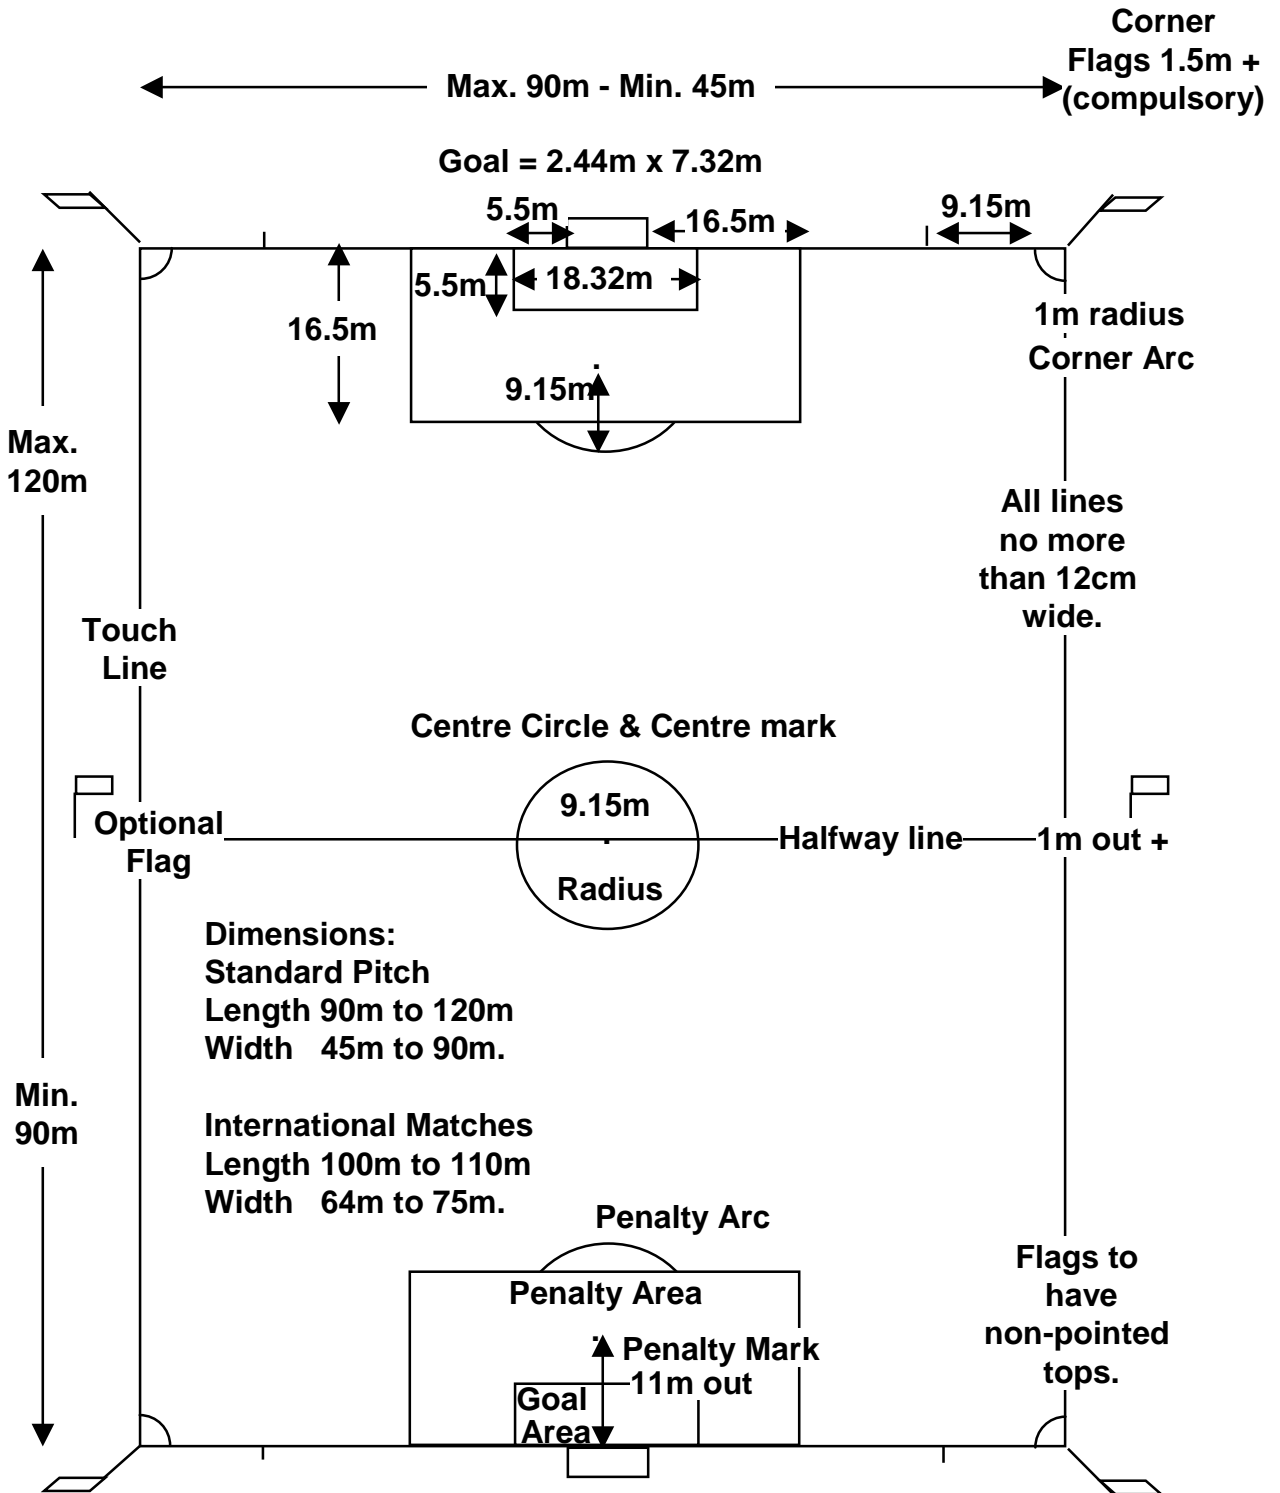 Corner
Flags 1.5m +
(compulsory)
Max. 90m - Min. 45m
Goal = 2.44m x 7.32m
5.5m
16.5m
9.15m
5.5m
18.32m
16.5m
1m radius
Corner Arc
9.15m
Max.
120m
All lines
no more
than 12cm
wide.
Touch
Line
Centre Circle & Centre mark
9.15m
Radius
Optional
Flag
Halfway line
1m out +
Dimensions:
Standard Pitch
Length 90m to 120m
Width 45m to 90m.
Min.
90m
International Matches
Length 100m to 110m
Width 64m to 75m.
Penalty Arc
Penalty Area
Flags to
have
non-pointed
tops.
Penalty Mark
11m out
Goal
Area